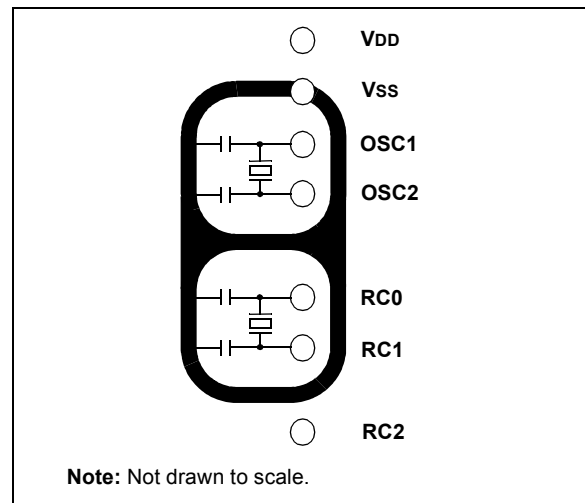 VDD
VSS
OSC1
OSC2
RC0
RC1
RC2
Note: Not drawn to scale.